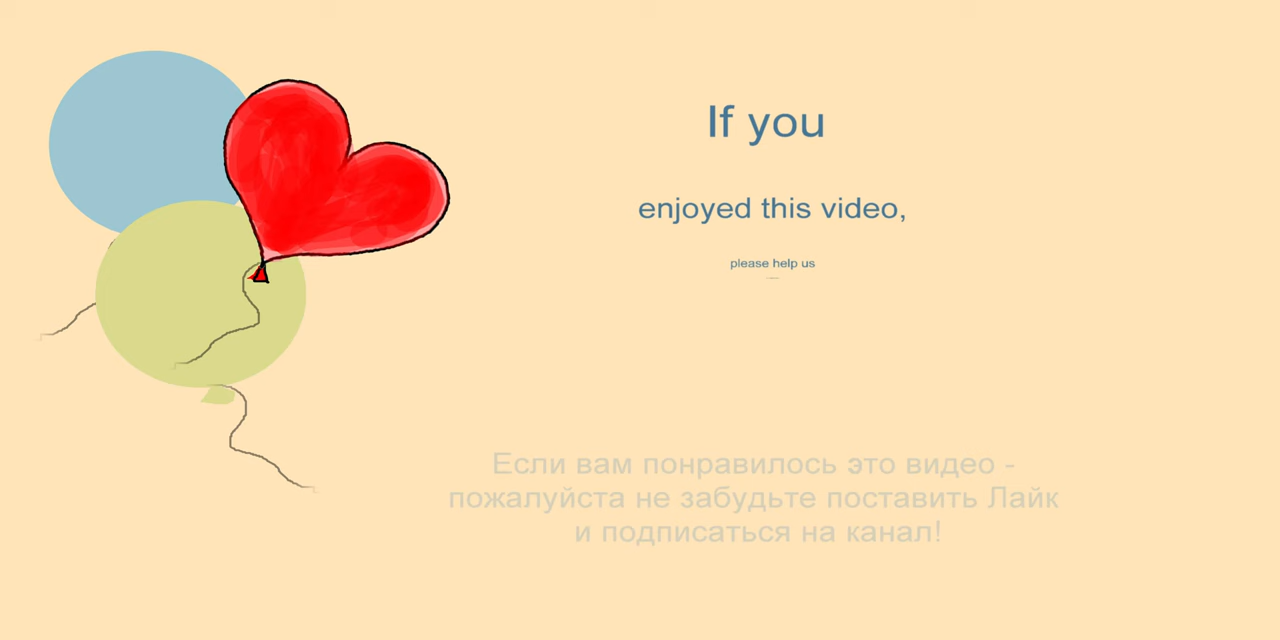 If you
enjoyed this video,
please help us
Если вам понравилось это видео -
пожалуйста не забудьте поставить Лайк
и подписаться на канал!